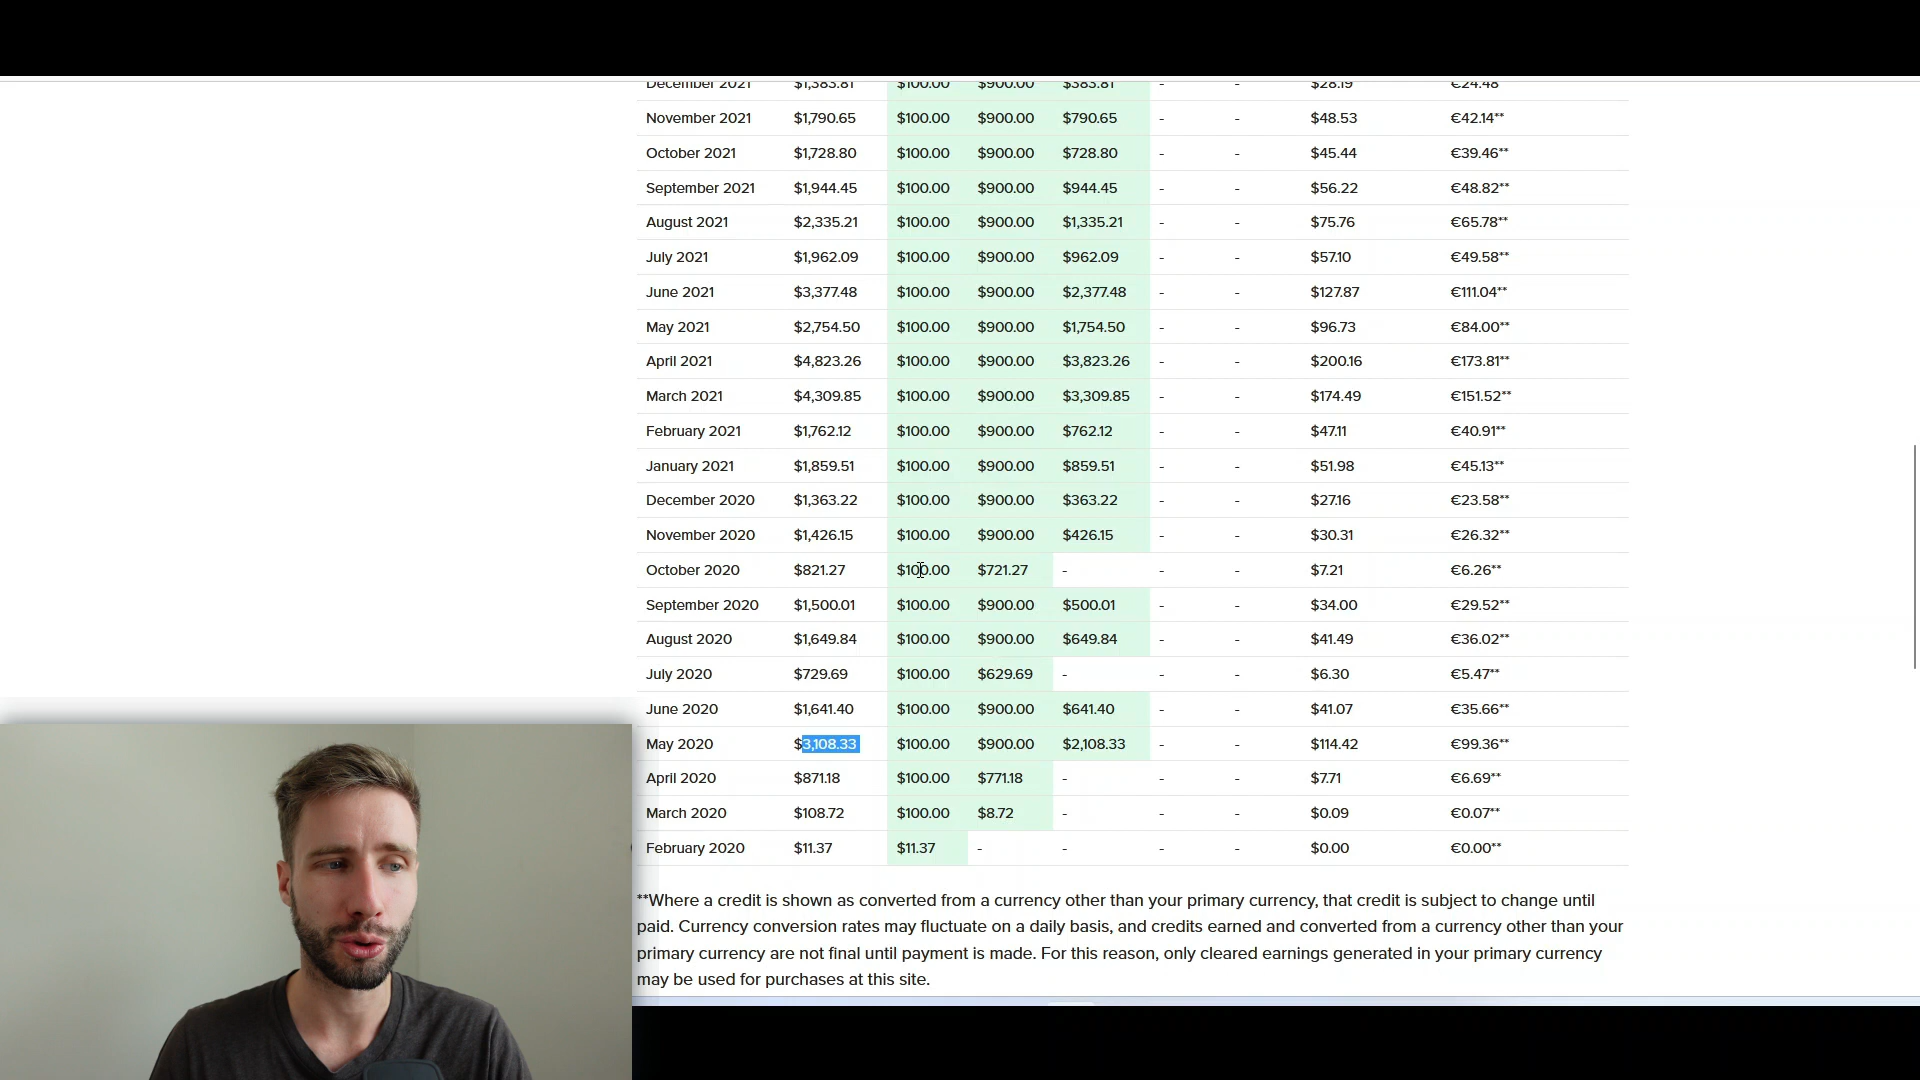 December 2021 $1,383.81 $100.00 $900.00 $383.81 - - $28.19 €24.48
November 2021 $1,790.65 $100.00 $900.00 $790.65 - - $48.53 €42.14**
October 2021 $1,728.80 $100.00 $900.00 $728.80 - - $45.44 €39.46**
September 2021 $1,944.45 $100.00 $900.00 $944.45 - - $56.22 €48.82**
August 2021 $2,335.21 $100.00 $900.00 $1,335.21 - - $75.76 €65.78**
July 2021 $1,962.09 $100.00 $900.00 $962.09 - - $57.10 €49.58**
June 2021 $3,377.48 $100.00 $900.00 $2,377.48 - - $127.87 €111.04**
May 2021 $2,754.50 $100.00 $900.00 $1,754.50 - - $96.73 €84.00**
April 2021 $4,823.26 $100.00 $900.00 $3,823.26 - - $200.16 €173.81**
March 2021 $4,309.85 $100.00 $900.00 $3,309.85 - - $174.49 €151.52**
February 2021 $1,762.12 $100.00 $900.00 $762.12 - - $47.11 €40.91**
January 2021 $1,859.51 $100.00 $900.00 $859.51 - - $51.98 €45.13**
December 2020 $1,363.22 $100.00 $900.00 $363.22 - - $27.16 €23.58**
November 2020 $1,426.15 $100.00 $900.00 $426.15 - - $30.31 €26.32**
October 2020 $821.27 $100.00 $721.27 - - - $7.21 €6.26**
September 2020 $1,500.01 $100.00 $900.00 $500.01 - - $34.00 €29.52**
August 2020 $1,649.84 $100.00 $900.00 $649.84 - - $41.49 €36.02**
July 2020 $729.69 $100.00 $629.69 - - - $6.30 €5.47**
June 2020 $1,641.40 $100.00 $900.00 $641.40 - - $41.07 €35.66**
May 2020 $3,108.33 $100.00 $900.00 $2,108.33 - - $114.42 €99.36**
April 2020 $871.18 $100.00 $771.18 - - - $7.71 €6.69**
March 2020 $108.72 $100.00 $8.72 - - - $0.09 €0.07**
February 2020 $11.37 $11.37 - - - - $0.00 €0.00**
**Where a credit is shown as converted from a currency other than your primary currency, that credit is subject to change until
paid. Currency conversion rates may fluctuate on a daily basis, and credits earned and converted from a currency other than your
primary currency are not final until payment is made. For this reason, only cleared earnings generated in your primary currency
may be used for purchases at this site.